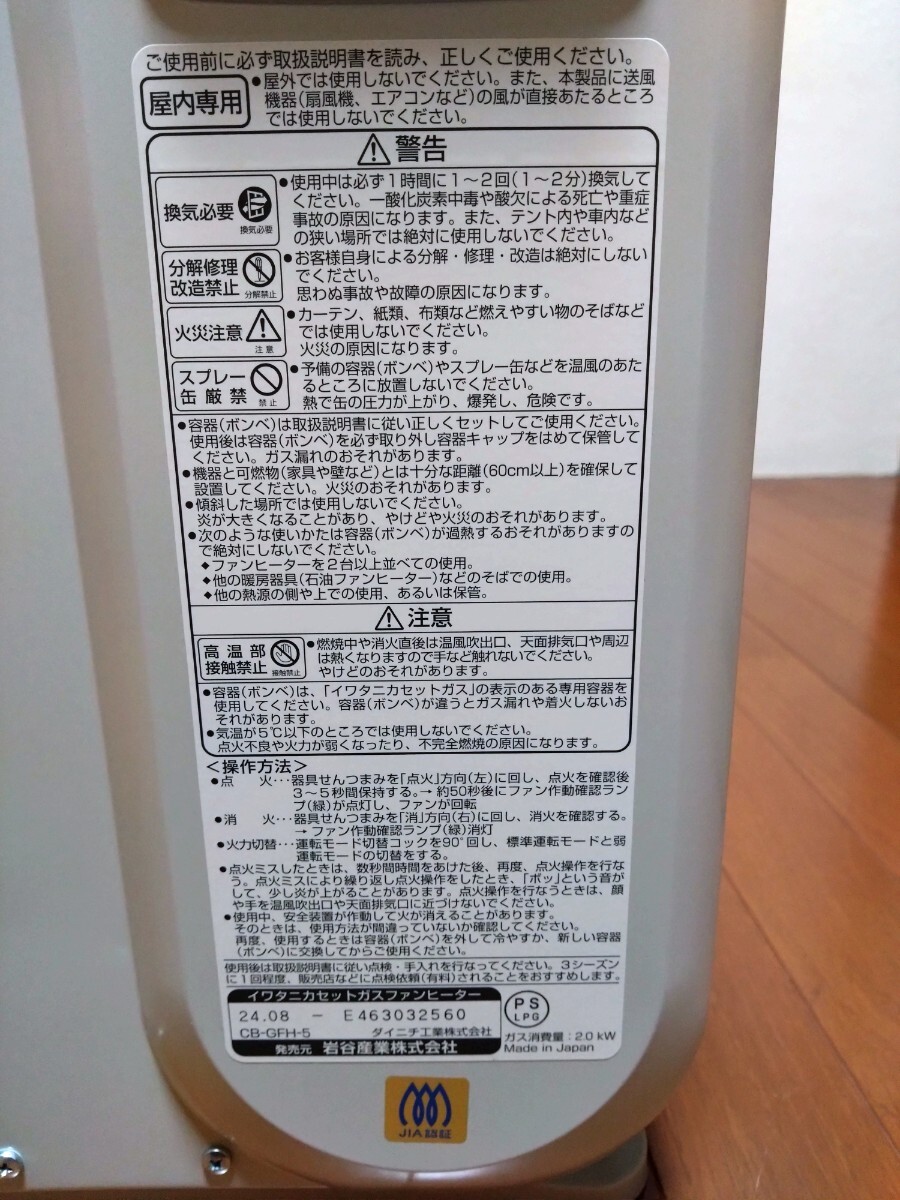 ご使用前に必ず取扱説明書を読み、正しくご使用ください。
屋内専用
●屋外では使用しないでください。また、本製品に送風
機器(扇風機、エアコンなど)の風が直接あたるところ
では使用しないでください。
警告
換気必要
換気必要
●使用中は必ず1時間に1～2回(1～2分)換気して
ください。一酸化炭素中毒や酸欠による死亡や重症
事故の原因になります。また、テント内や車内など
の狭い場所では絶対に使用しないでください。
分解修理
改造禁止
分解禁止
●お客様自身による分解・修理・改造は絶対にしない
でください。
思わぬ事故や故障の原因になります。
火災注意
注意
●カーテン、紙類、布類など燃えやすい物のそばなど
では使用しないでください。
火災の原因になります。
スプレー
缶厳禁
禁止
●予備の容器(ボンベ)やスプレー缶などを温風のあた
るところに放置しないでください。
熱で缶の圧力が上がり、爆発し、危険です。
●容器(ボンベ)は取扱説明書に従い正しくセットしてご使用ください。
使用後は容器(ボンベ)を必ず取り外し容器キャップをはめて保管して
ください。ガス漏れのおそれがあります。
●機器と可燃物(家具や壁など)とは十分な距離(60cm以上)を確保して
設置してください。火災のおそれがあります。
●傾斜した場所では使用しないでください。
炎が大きくなることがあり、やけどや火災のおそれがあります。
●次のような使いかたは容器(ボンベ)が過熱するおそれがありますの
で絶対にしないでください。
◆ファンヒーターを2台以上並べての使用。
◆他の暖房器具(石油ファンヒーター)などのそばでの使用。
◆他の熱源の側や上での使用、あるいは保管。
注意
高温部
接触禁止
接触禁止
●燃焼中や消火直後は温風吹出口、天面排気口や周辺
は熱くなりますので手など触れないでください。
やけどのおそれがあります。
●容器(ボンベ)は、「イワタニカセットガス」の表示のある専用容器を
使用してください。容器(ボンベ)が違うとガス漏れや着火しないお
それがあります。
●気温が5℃以下のところでは使用しないでください。
点火不良や火力が弱くなったり、不完全燃焼の原因になります。
＜操作方法＞
●点　火…器具せんつまみを「点火」方向(左)に回し、点火を確認後
3～5秒間保持する。→約50秒後にファン作動確認ラン
プ(緑)が点灯し、ファンが回転
●消　火…器具せんつまみを「消」方向(右)に回し、消火を確認する。
→ファン作動確認ランプ(緑)消灯
●火力切替…運転モード切替コックを90°回し、標準運転モードと弱
運転モードの切替をする。
●点火ミスしたときは、数秒間時間をあけた後、再度、点火操作を行な
う。点火ミスにより繰り返し点火操作をしたとき、「ボッ」という音が
して、少し炎が上がることがあります。点火操作を行なうときは、顔
や手を温風吹出口や天面排気口に近づけないでください。
●使用中、安全装置が作動して火が消えることがあります。
そのときは、使用方法が間違っていないか確認してください。
再度、使用するときは容器(ボンベ)を外して冷やすか、新しい容器
(ボンベ)に交換してからご使用ください。
使用後は取扱説明書に従い点検・手入れを行なってください。3シーズン
に1回程度、販売店などに点検依頼(有料)されることをおすすめします。
イワタニカセットガスファンヒーター
24.08 - E463032560
CB-GFH-5 ダイニチ工業株式会社
発売元 岩谷産業株式会社
PS
LPG
ガス消費量：2.0kW
Made in Japan
JIA認証